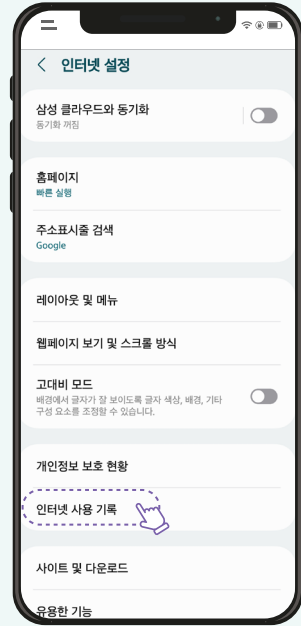 인터넷 설정
삼성 클라우드와 동기화
동기화 꺼짐
홈페이지
빠른 실행
주소표시줄 검색
Google
레이아웃 및 메뉴
웹페이지 보기 및 스크롤 방식
고대비 모드
배경에서 글자가 잘 보이도록 글자 색상, 배경, 기타
구성 요소를 조정할 수 있습니다.
개인정보 보호 현황
인터넷 사용 기록
사이트 및 다운로드
유용한 기능